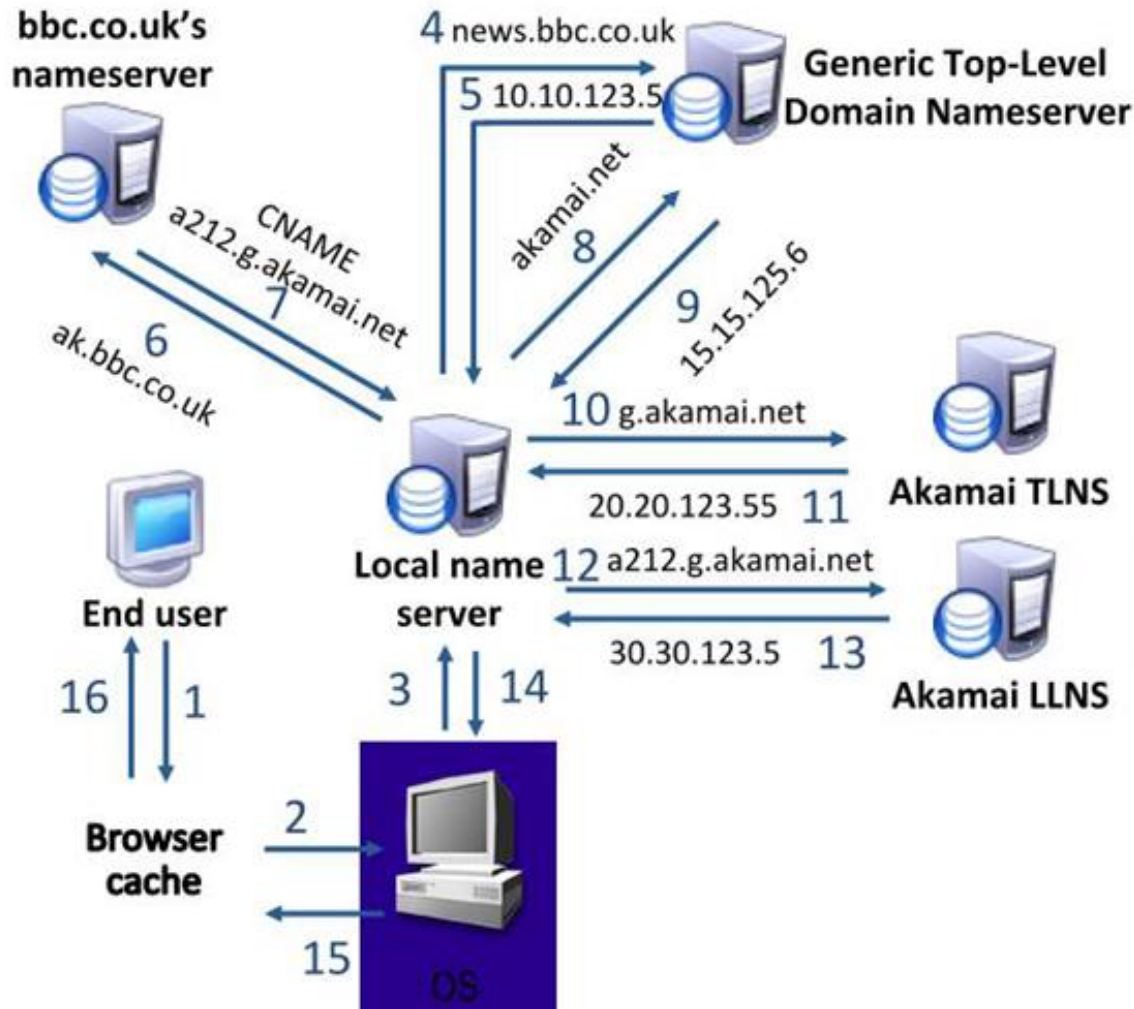 bbc.co.uk's
nameserver
4 news.bbc.co.uk
5 10.10.123.5
Generic Top-Level
Domain Nameserver
CNAME
a212.g.akamai.net
7
6
ak.bbc.co.uk
akamai.net
8
9
15.15.125.6
10 g.akamai.net
20.20.123.55 11
Akamai TLNS
End user
Local name
server
12 a212.g.akamai.net
30.30.123.5 13
Akamai LLNS
16 1
3 14
Browser
cache
2
15
OS